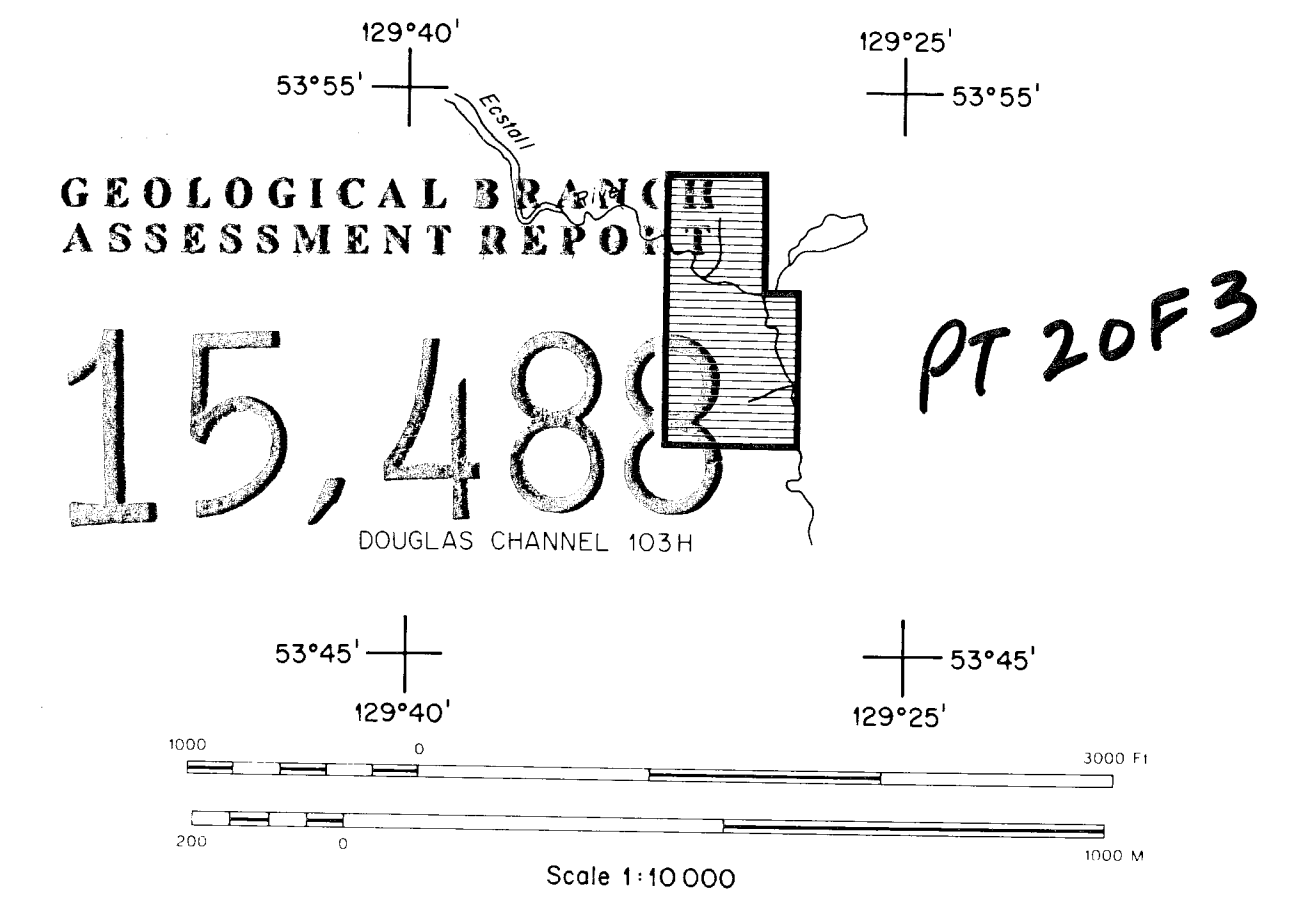 129°40'
129°25'
53°55'
53°55'
Ecstall
River
GEOLOGICAL BRANCH
ASSESSMENT REPORT
15,488
PT 2 OF 3
DOUGLAS CHANNEL 103H
53°45'
53°45'
129°40'
129°25'
1000 0 3000 Ft
200 0 1000 M
Scale 1:10 000